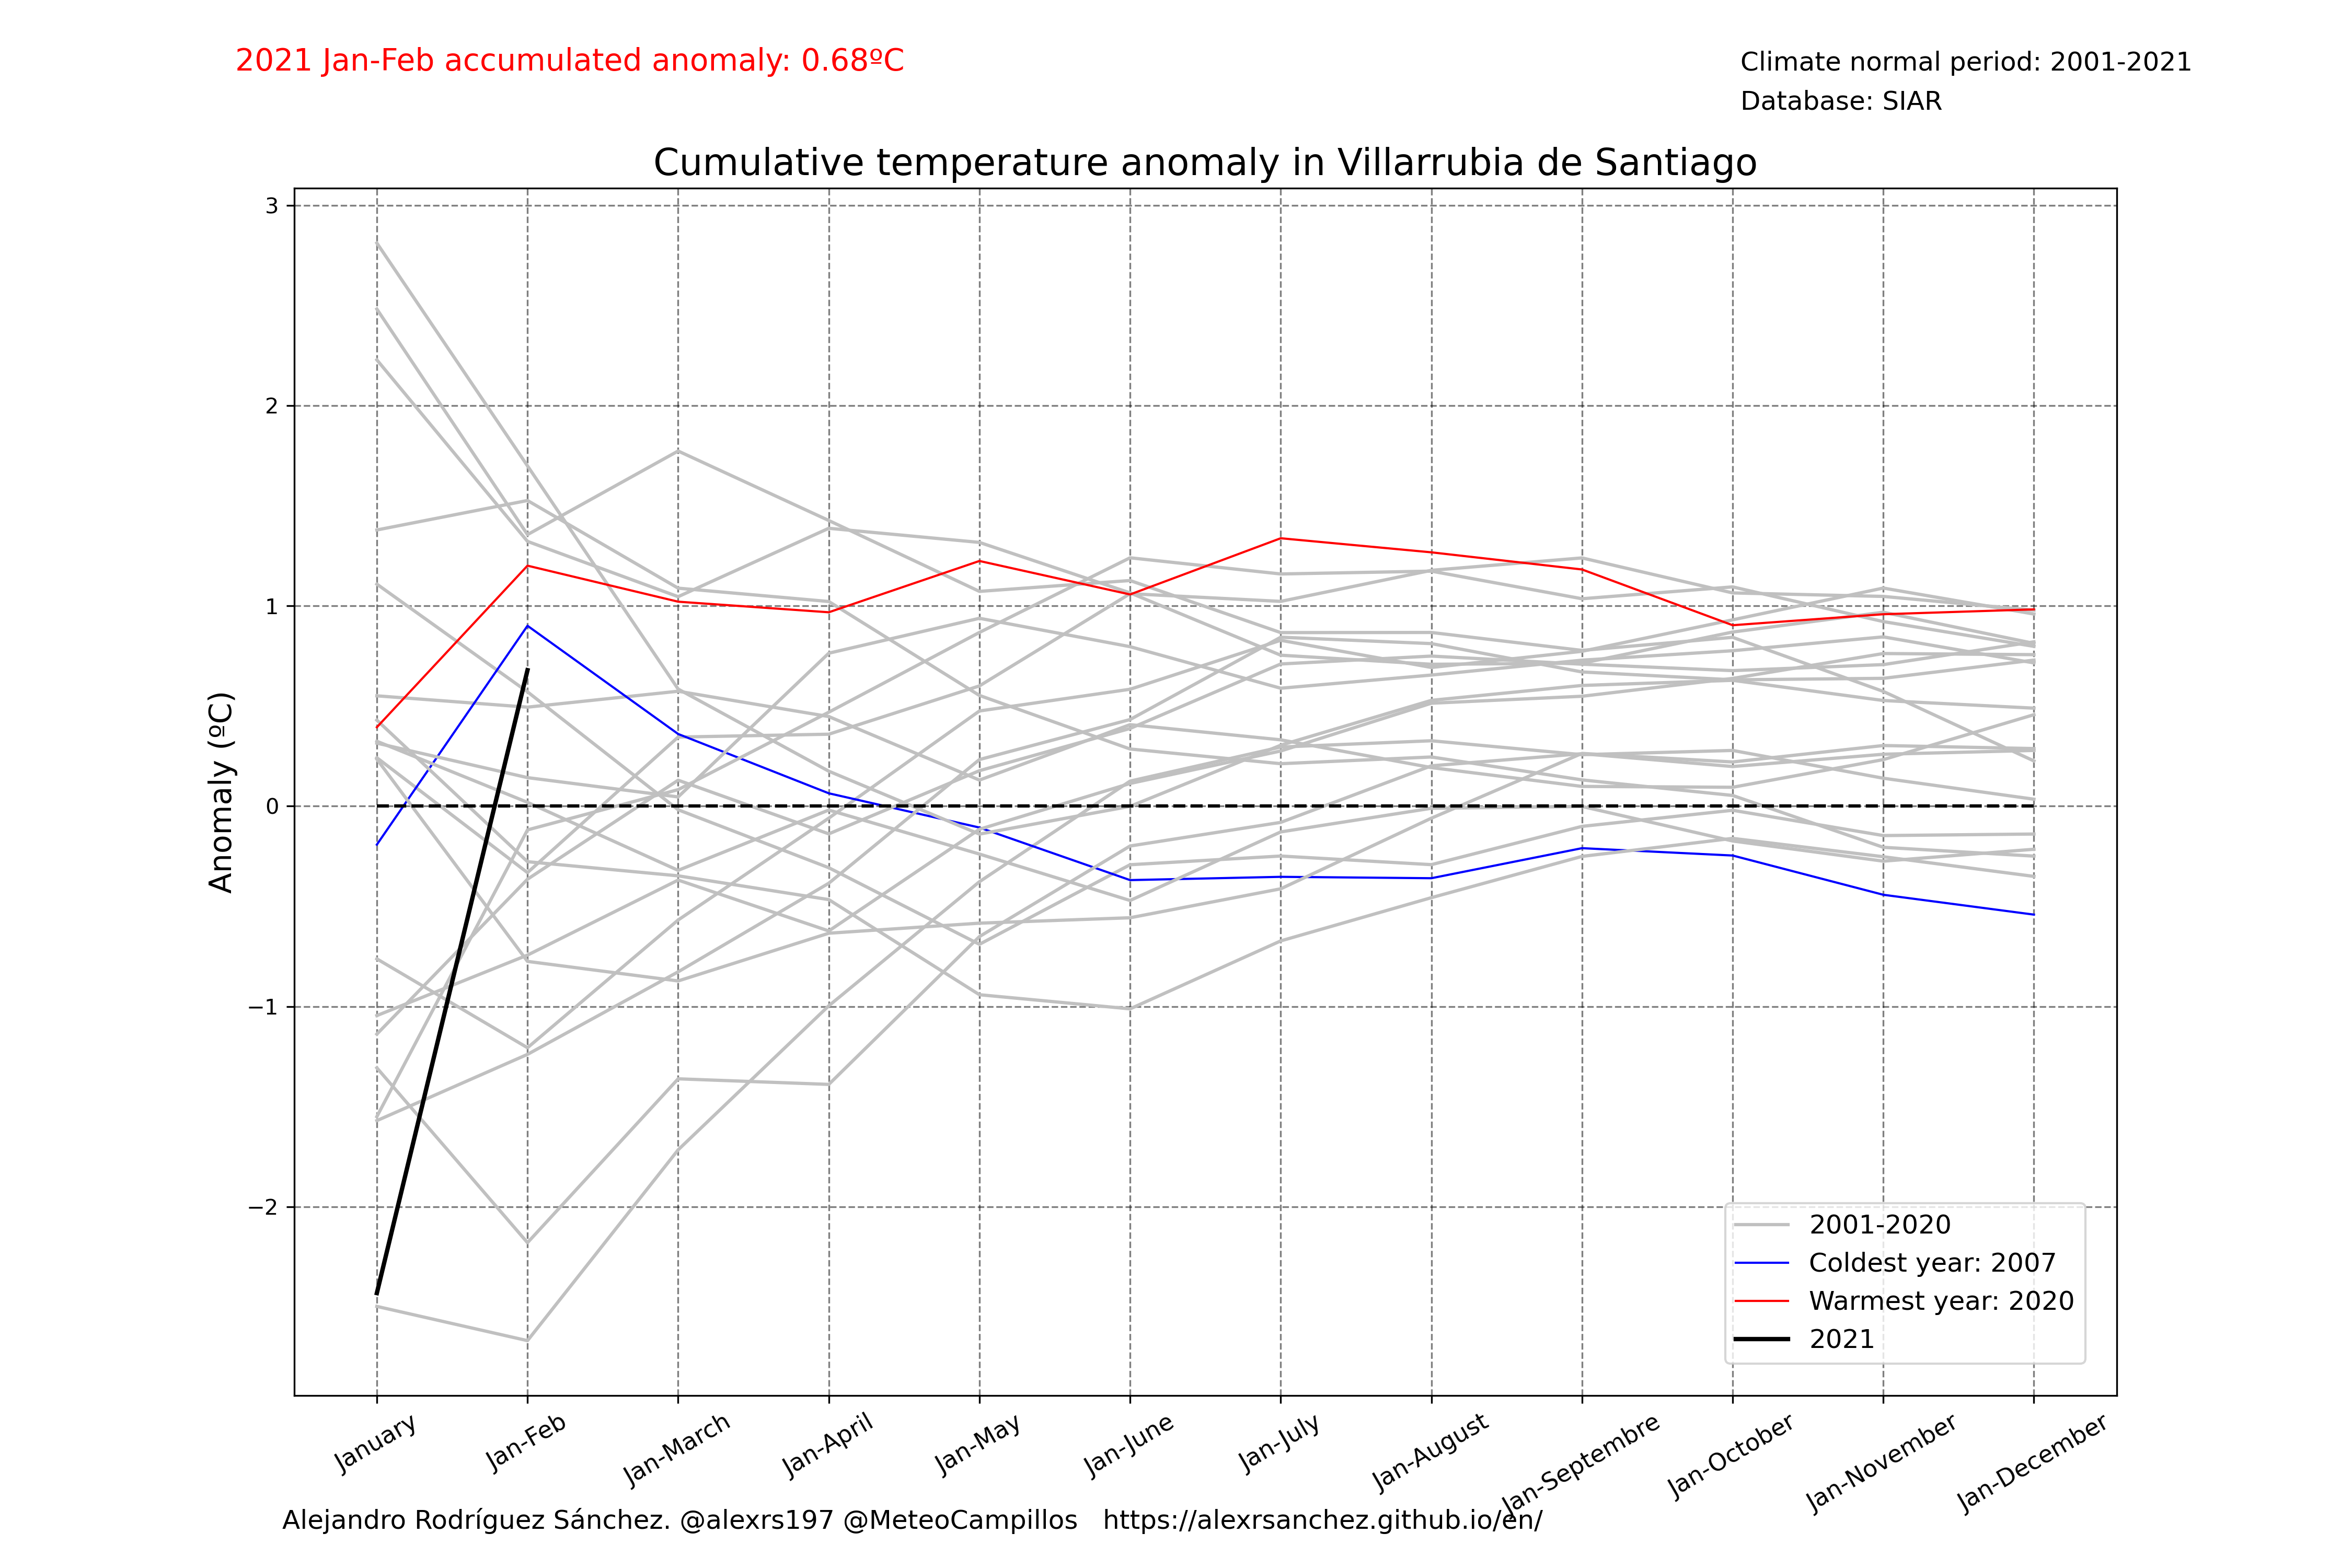 2021 Jan-Feb accumulated anomaly: 0.68ºC
Climate normal period: 2001-2021
Database: SIAR
Cumulative temperature anomaly in Villarrubia de Santiago
Anomaly (ºC)
3
2
1
0
−1
−2
2001-2020
Coldest year: 2007
Warmest year: 2020
2021
January
Jan-Feb
Jan-March
Jan-April
Jan-May
Jan-June
Jan-July
Jan-August
Jan-Septembre
Jan-October
Jan-November
Jan-December
Alejandro Rodríguez Sánchez. @alexrs197 @MeteoCampillos   https://alexrsanchez.github.io/en/